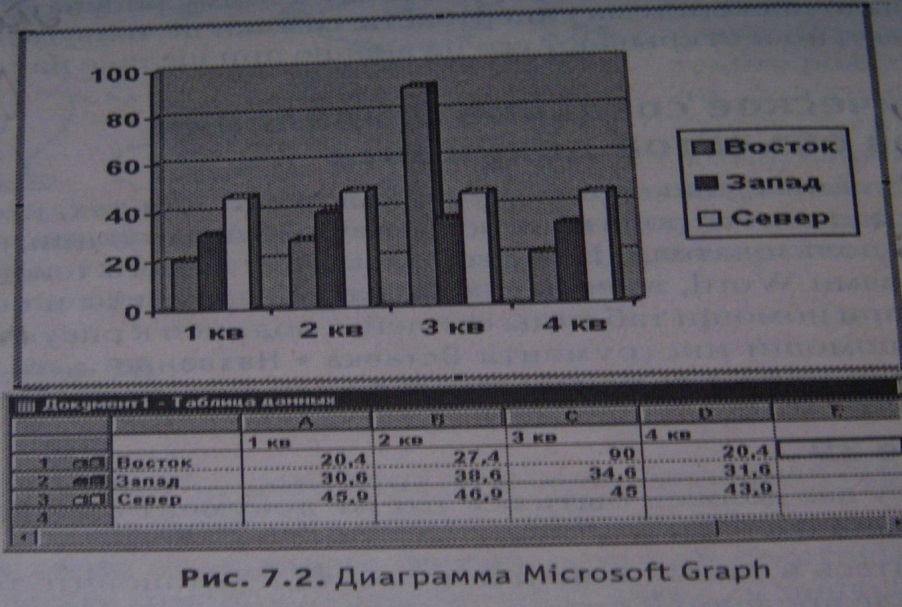 100
80
60
40
20
0
1 кв 2 кв 3 кв 4 кв
Восток
Запад
Север
Документ1 - Таблица данных
A B C D E
1 кв 2 кв 3 кв 4 кв
1 Восток 20,4 27,4 90 20,4
2 Запад 30,6 38,6 34,6 31,6
3 Север 45,9 46,9 45 43,9
4
Рис. 7.2. Диаграмма Microsoft Graph